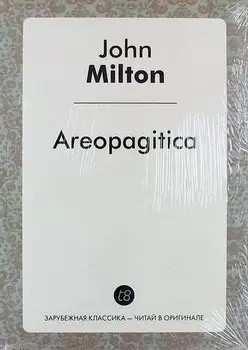 John
Milton
Areopagitica
t8
ЗАРУБЕЖНАЯ КЛАССИКА — ЧИТАЙ В ОРИГИНАЛЕ